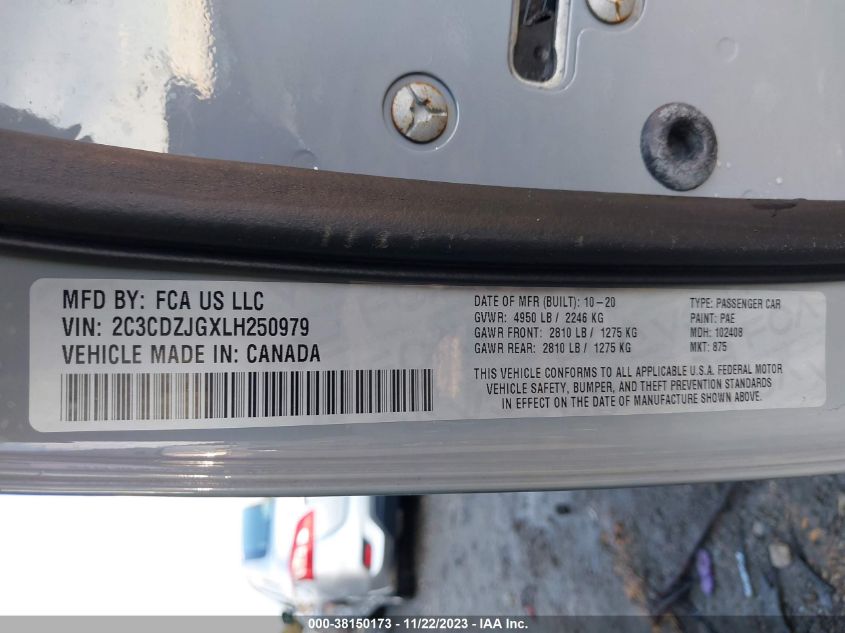 MFD BY: FCA US LLC
VIN: 2C3CDZJGXLH250979
VEHICLE MADE IN: CANADA
DATE OF MFR (BUILT): 10-20
GVWR: 4950 LB / 2246 KG
GAWR FRONT: 2810 LB / 1275 KG
GAWR REAR: 2810 LB / 1275 KG
TYPE: PASSENGER CAR
PAINT: PAE
MDH: 102408
MKT: 875
THIS VEHICLE CONFORMS TO ALL APPLICABLE U.S.A. FEDERAL MOTOR
VEHICLE SAFETY, BUMPER, AND THEFT PREVENTION STANDARDS
IN EFFECT ON THE DATE OF MANUFACTURE SHOWN ABOVE.
000-38150173 - 11/22/2023 - IAA Inc.